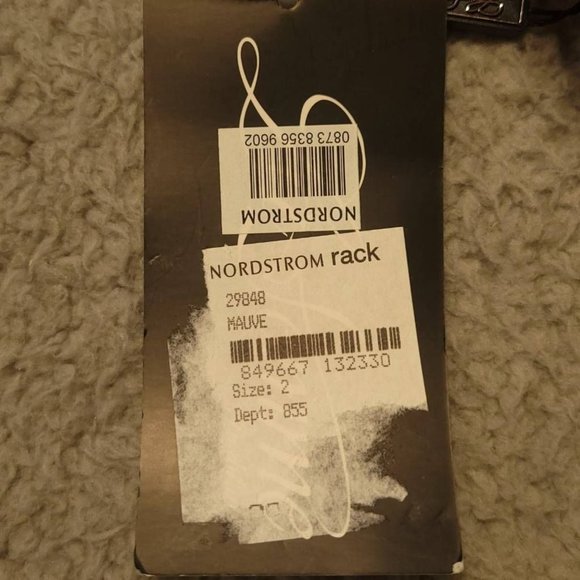 0873 8356 9602
NORDSTROM
NORDSTROM rack
29848
MAUVE
849667 132330
Size: 2
Dept: 855